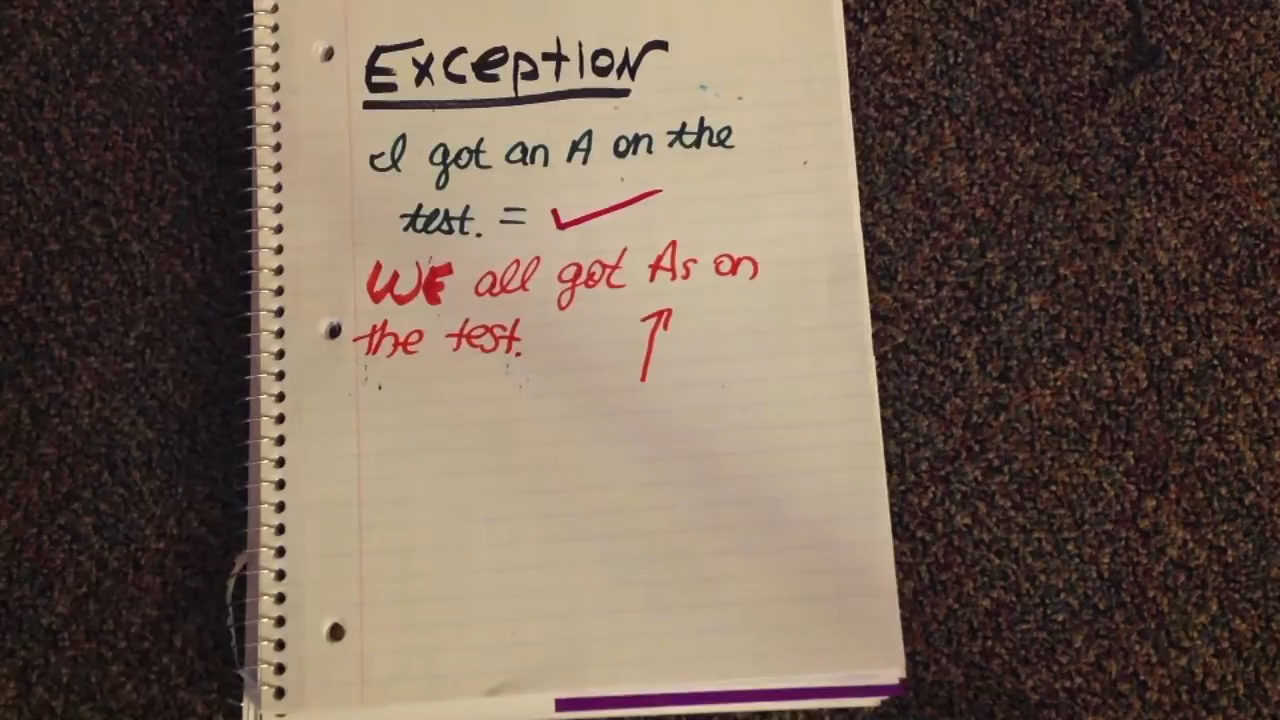 Exception
I got an A on the
test. = ✓
WE all got As on
the test.